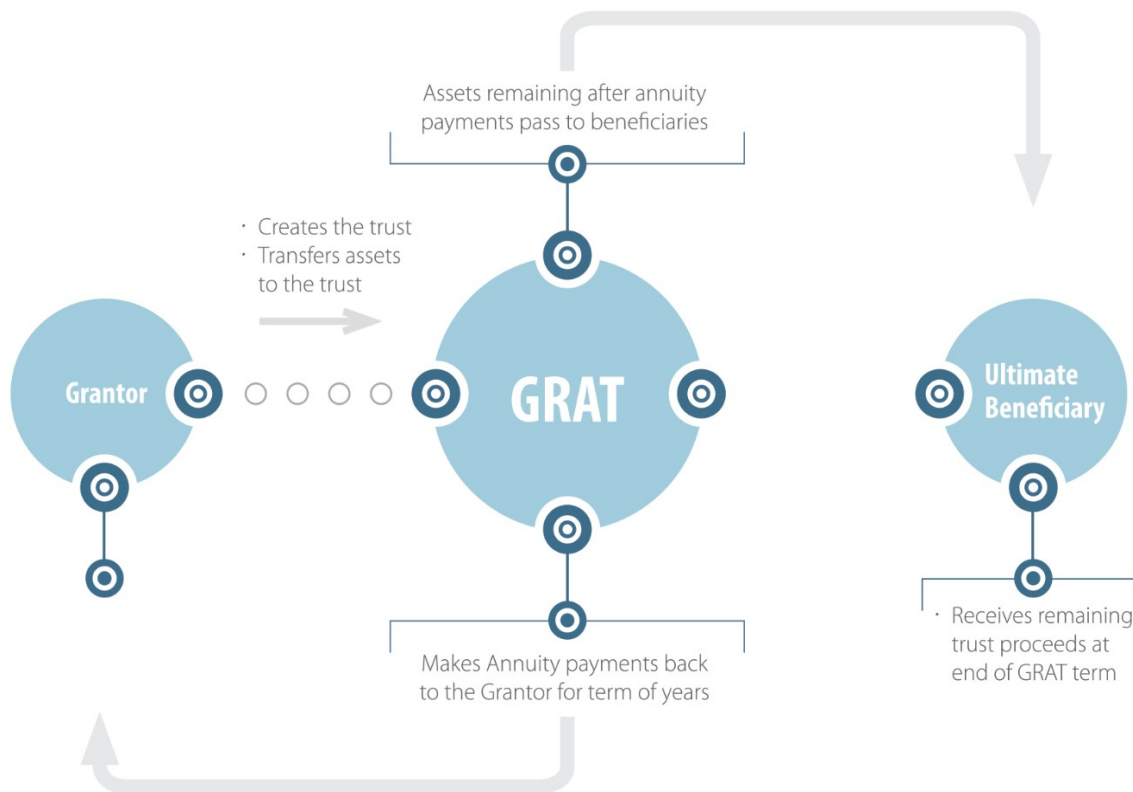 Assets remaining after annuity
payments pass to beneficiaries
· Creates the trust
· Transfers assets
to the trust
Grantor
GRAT
Ultimate
Beneficiary
Makes Annuity payments back
to the Grantor for term of years
· Receives remaining
trust proceeds at
end of GRAT term